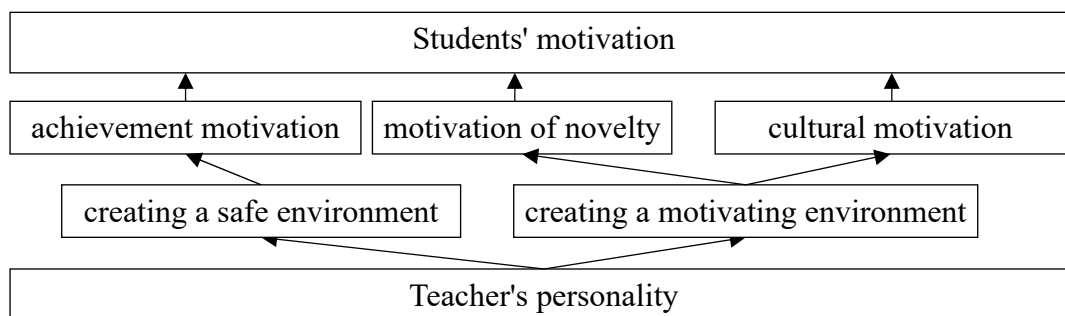 Students' motivation
achievement motivation
motivation of novelty
cultural motivation
creating a safe environment
creating a motivating environment
Teacher's personality